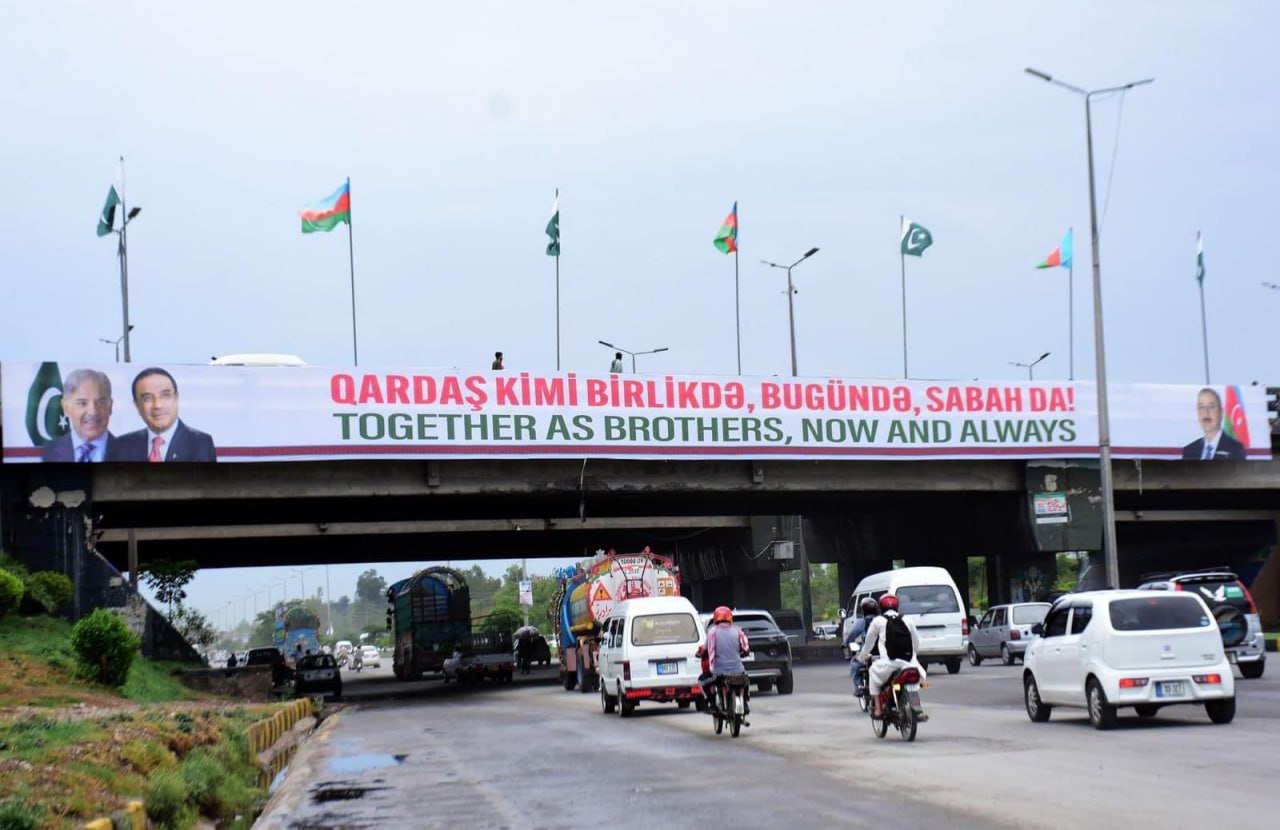 QARDAŞ KİMİ BİRLİKDƏ, BUGÜNDƏ, SABAH DA!
TOGETHER AS BROTHERS, NOW AND ALWAYS